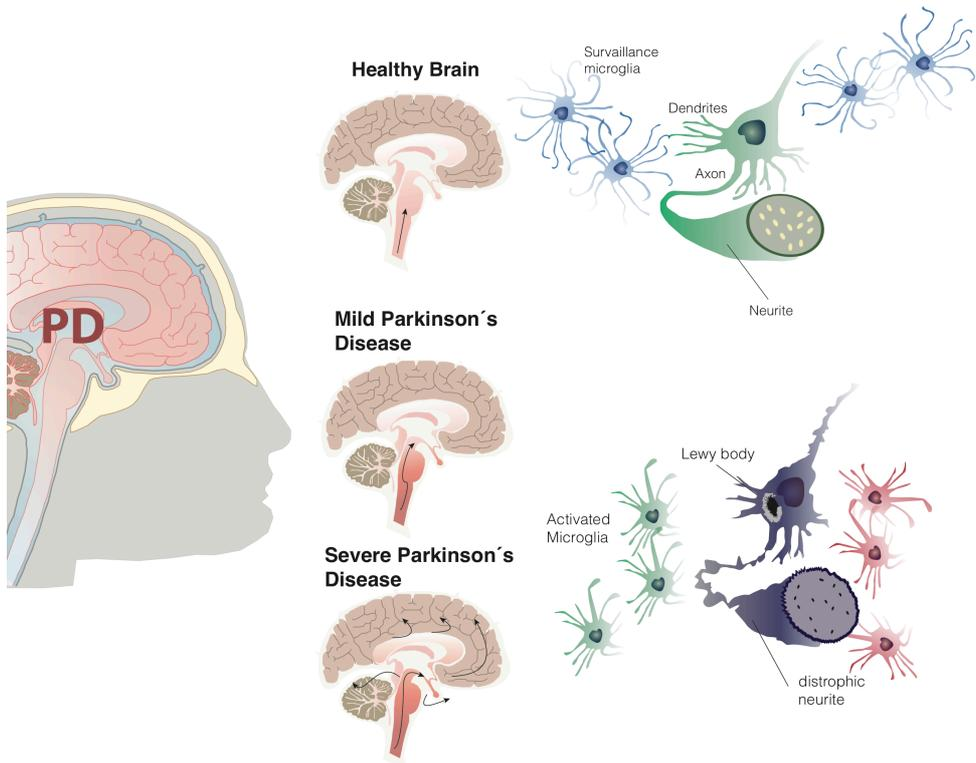 Healthy Brain
Survaillance
microglia
Dendrites
Axon
Neurite
PD
Mild Parkinson´s
Disease
Lewy body
Activated
Microglia
Severe Parkinson´s
Disease
distrophic
neurite